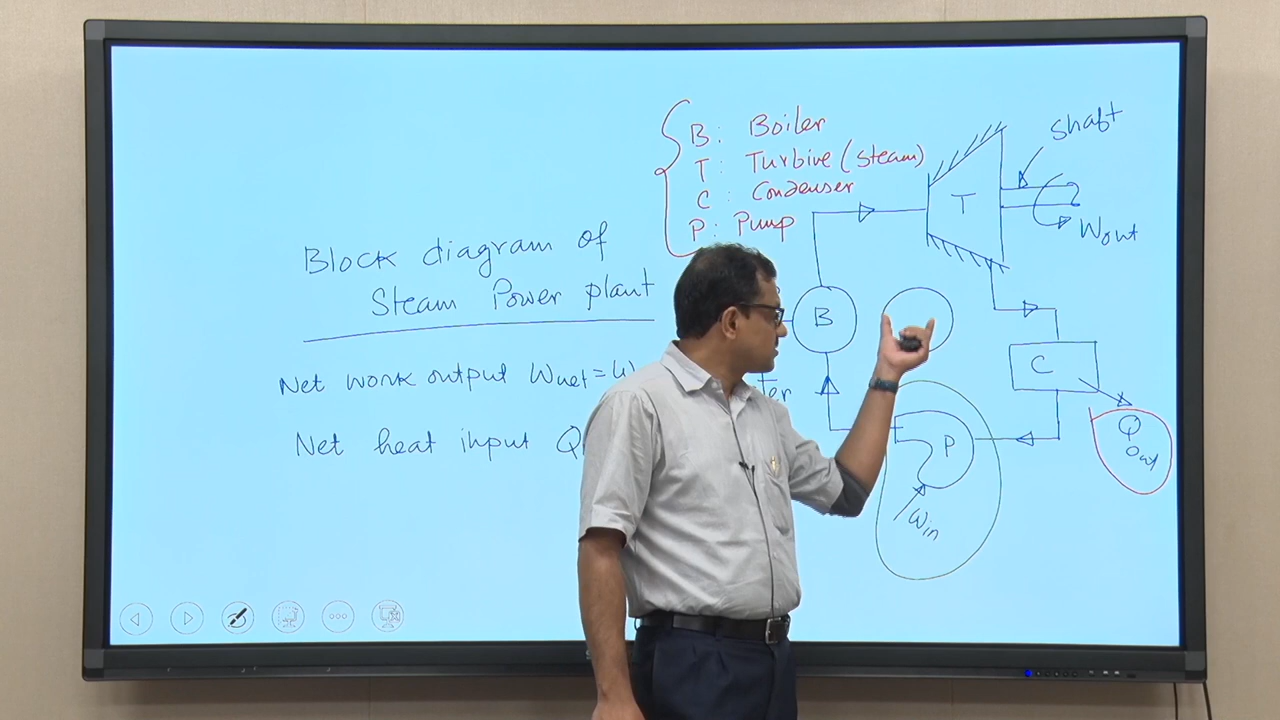 B: Boiler
T: Turbine (Steam)
C Condenser
P: Pump
Block diagram of
Steam Power plant
Net work output Wnet =
Net heat input Q
shaft
T
Wout
B
C
Q out
P
Win